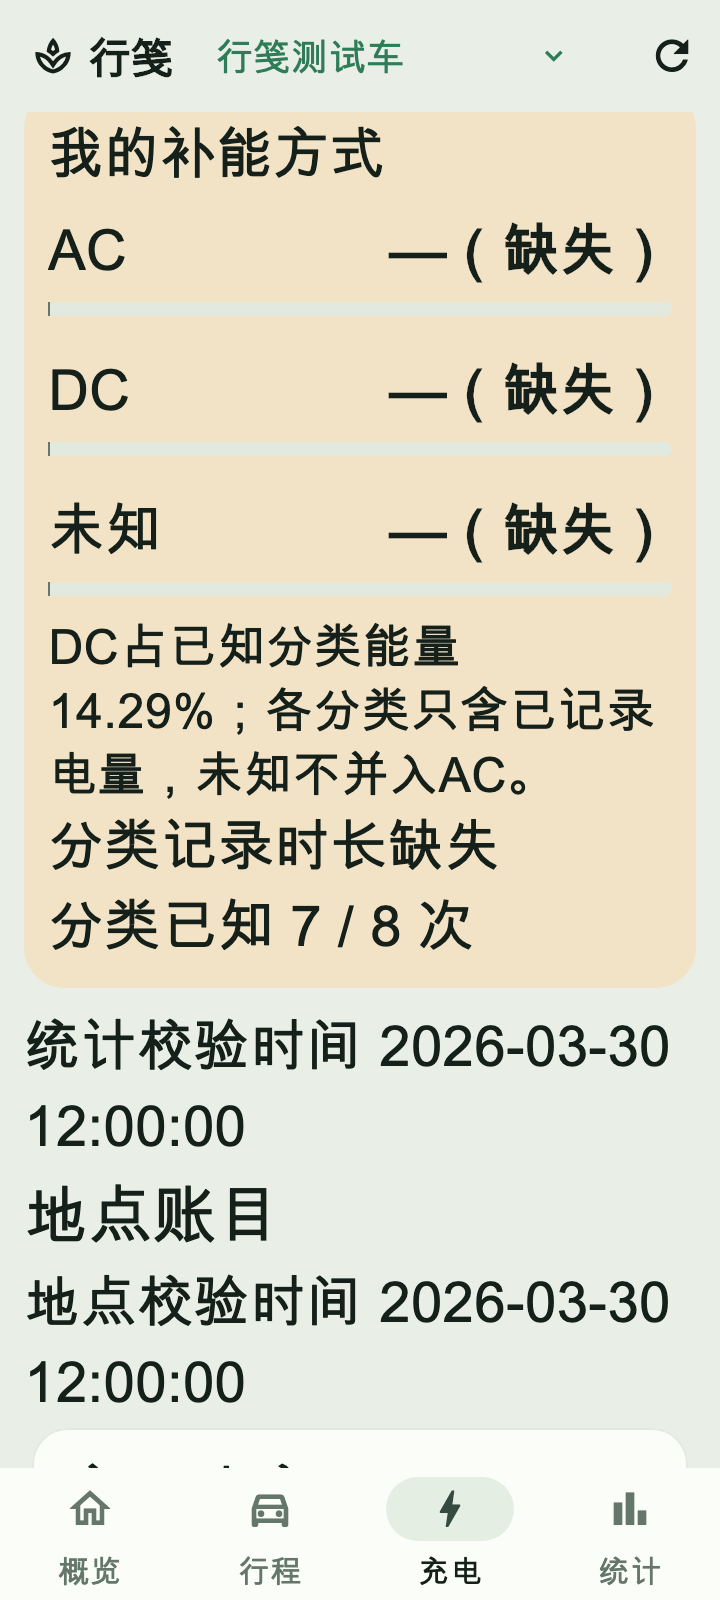 行笺 行笺测试车
我的补能方式
AC —（缺失）
DC —（缺失）
未知 —（缺失）
DC占已知分类能量
14.29%；各分类只含已记录
电量，未知不并入AC。
分类记录时长缺失
分类已知 7 / 8 次
统计校验时间 2026-03-30
12:00:00
地点账目
地点校验时间 2026-03-30
12:00:00
概览 行程 充电 统计